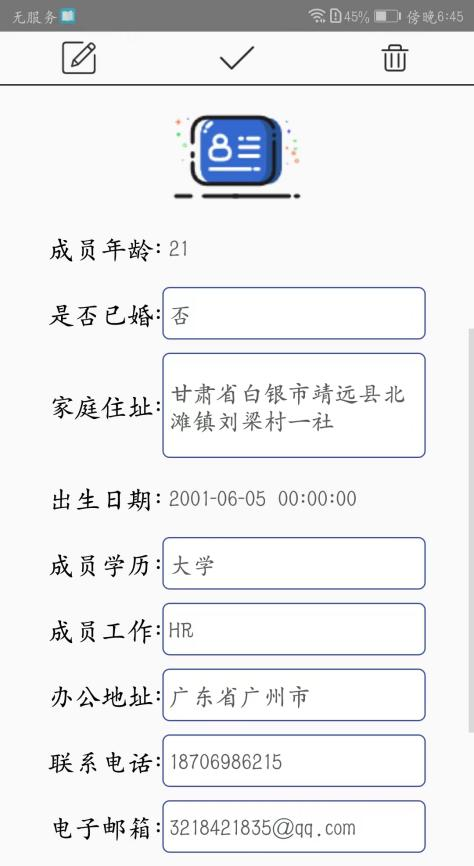 无服务 45% 傍晚6:45
成员年龄: 21
是否已婚: 否
家庭住址: 甘肃省白银市靖远县北
滩镇刘梁村一社
出生日期: 2001-06-05 00:00:00
成员学历: 大学
成员工作: HR
办公地址: 广东省广州市
联系电话: 18706986215
电子邮箱: 3218421835@qq.com